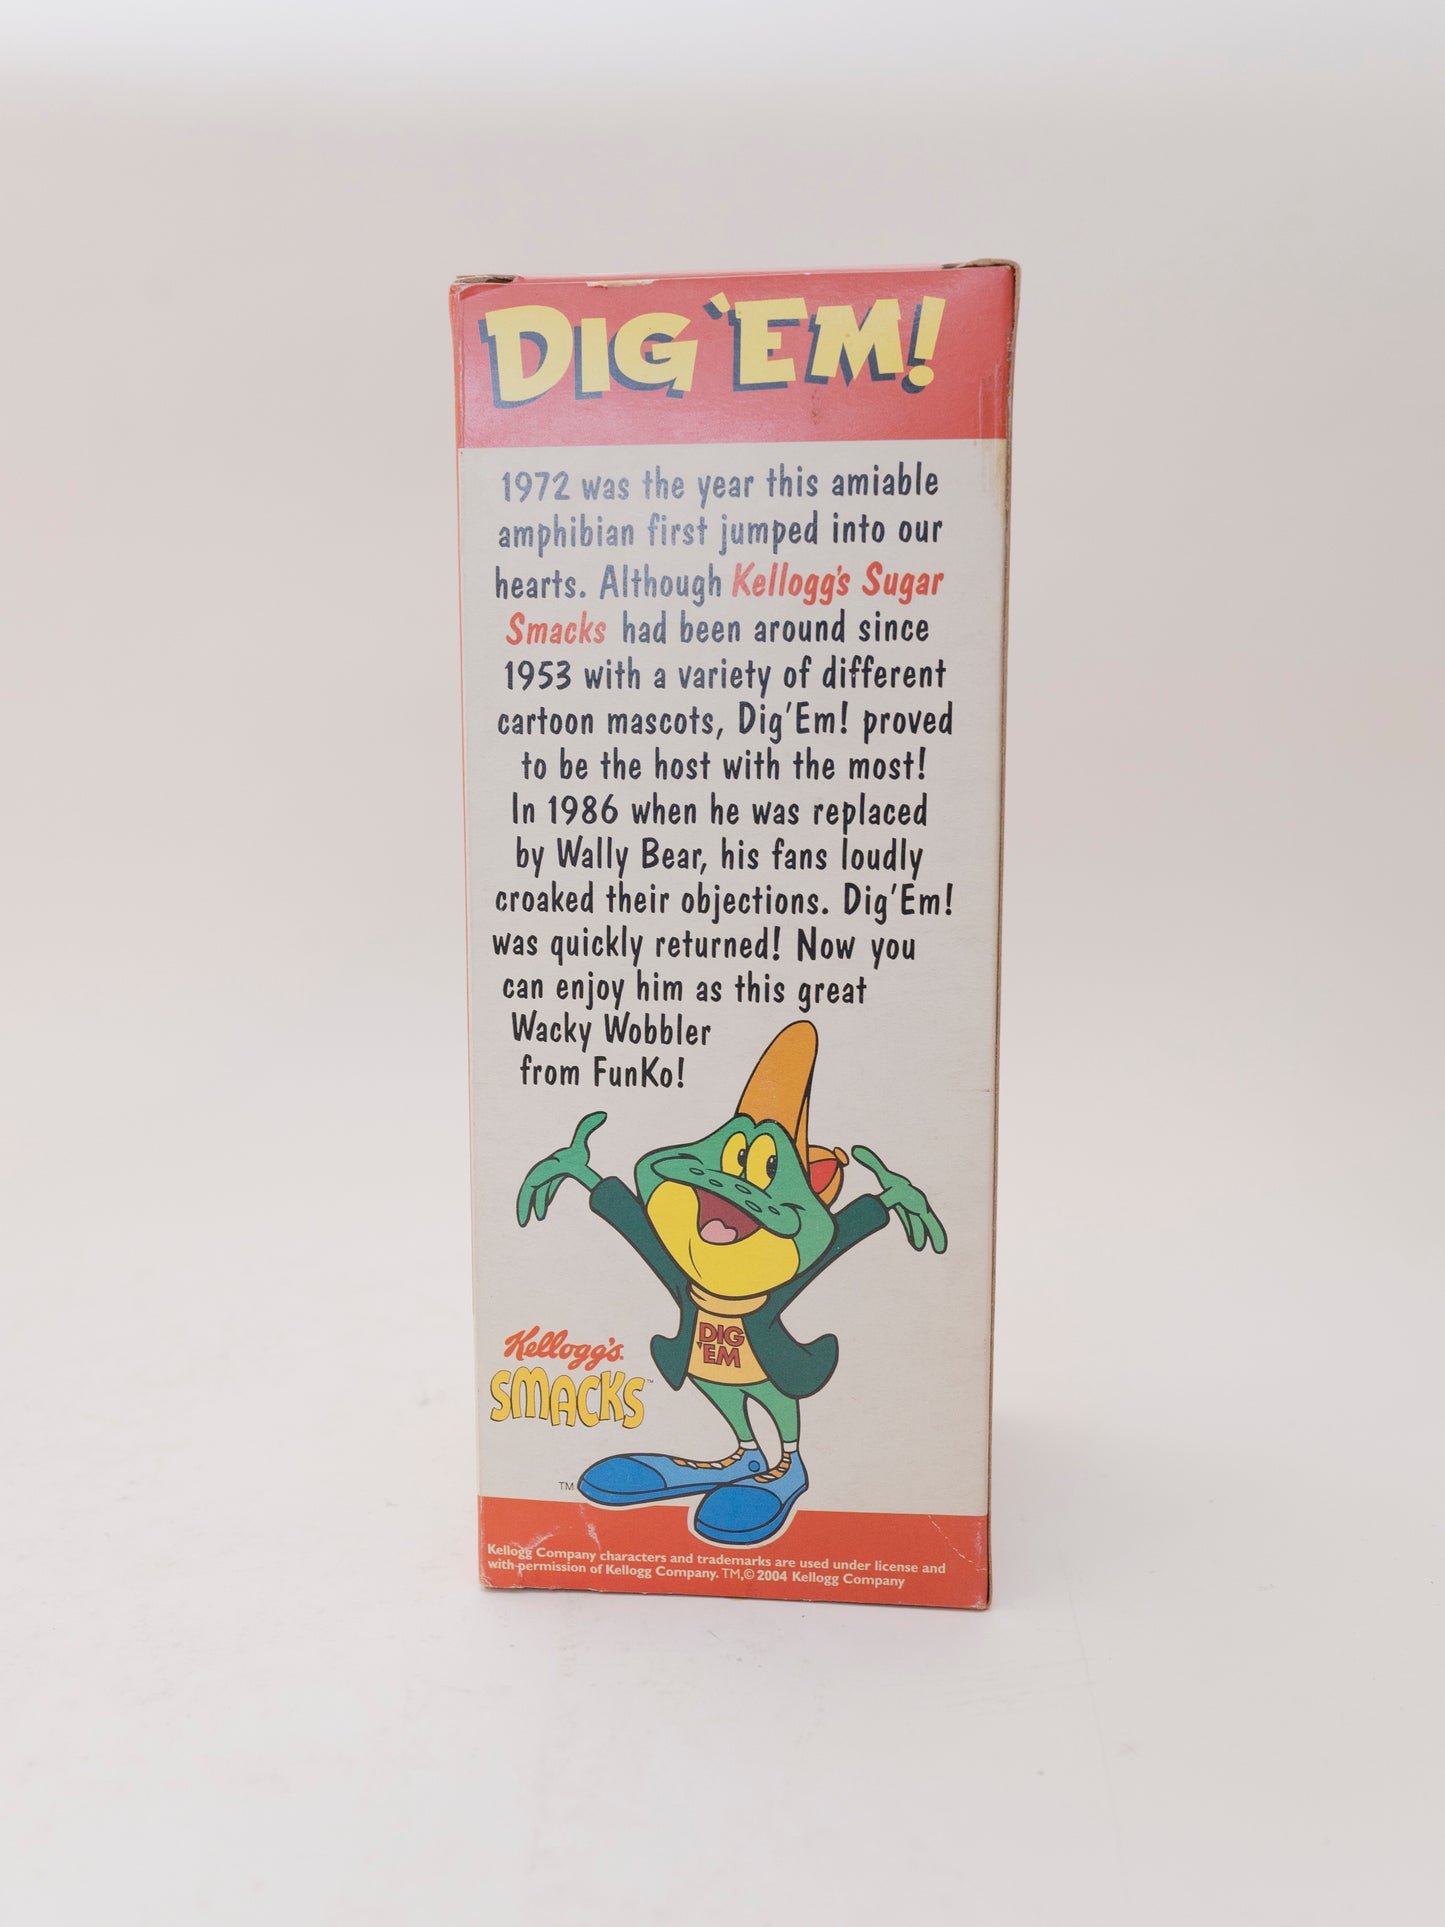 DIG 'EM!
1972 was the year this amiable
amphibian first jumped into our
hearts. Although Kellogg's Sugar
Smacks had been around since
1953 with a variety of different
cartoon mascots, Dig'Em! proved
to be the host with the most!
In 1986 when he was replaced
by Wally Bear, his fans loudly
croaked their objections. Dig'Em!
was quickly returned! Now you
can enjoy him as this great
Wacky Wobbler
from FunKo!
DIG
'EM
Kellogg's
SMACKS™
TM
Kellogg Company characters and trademarks are used under license and
with permission of Kellogg Company. TM,© 2004 Kellogg Company